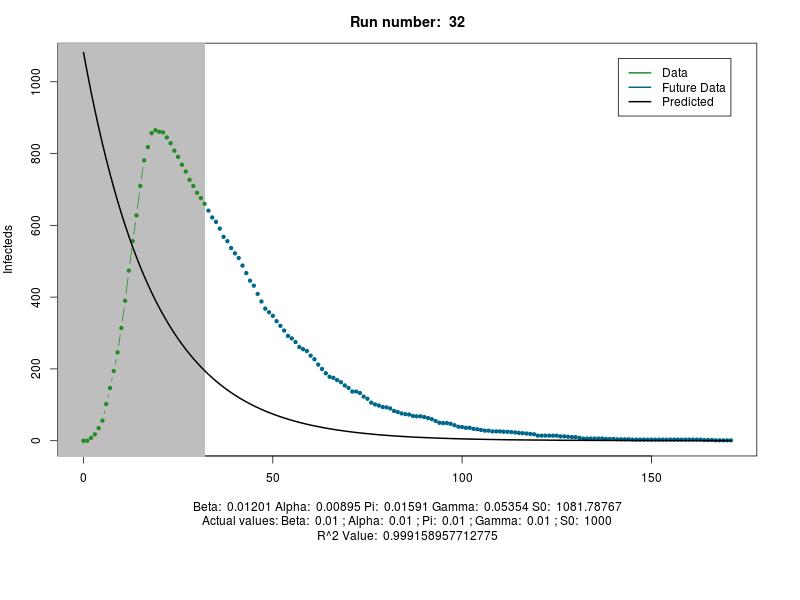 Run number: 32
Data
Future Data
Predicted
Infecteds
1000
800
600
400
200
0
0 50 100 150
Beta: 0.01201 Alpha: 0.00895 Pi: 0.01591 Gamma: 0.05354 S0: 1081.78767
Actual values: Beta: 0.01 ; Alpha: 0.01 ; Pi: 0.01 ; Gamma: 0.01 ; S0: 1000
R^2 Value: 0.999158957712775